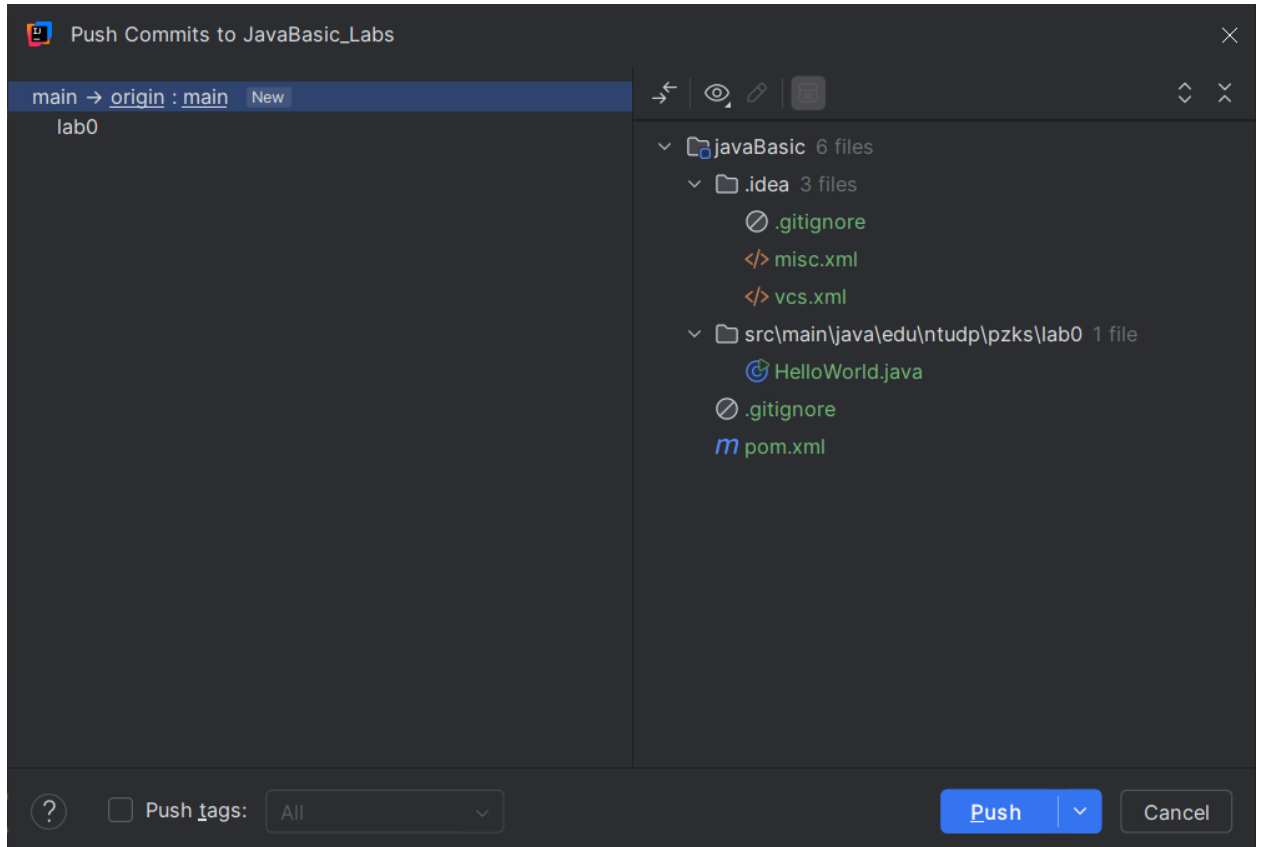 Push Commits to JavaBasic_Labs
main → origin : main New
lab0
javaBasic 6 files
.idea 3 files
.gitignore
</> misc.xml
</> vcs.xml
src\main\java\edu\ntudp\pzks\lab0 1 file
HelloWorld.java
.gitignore
m pom.xml
? Push tags: All
Push Cancel